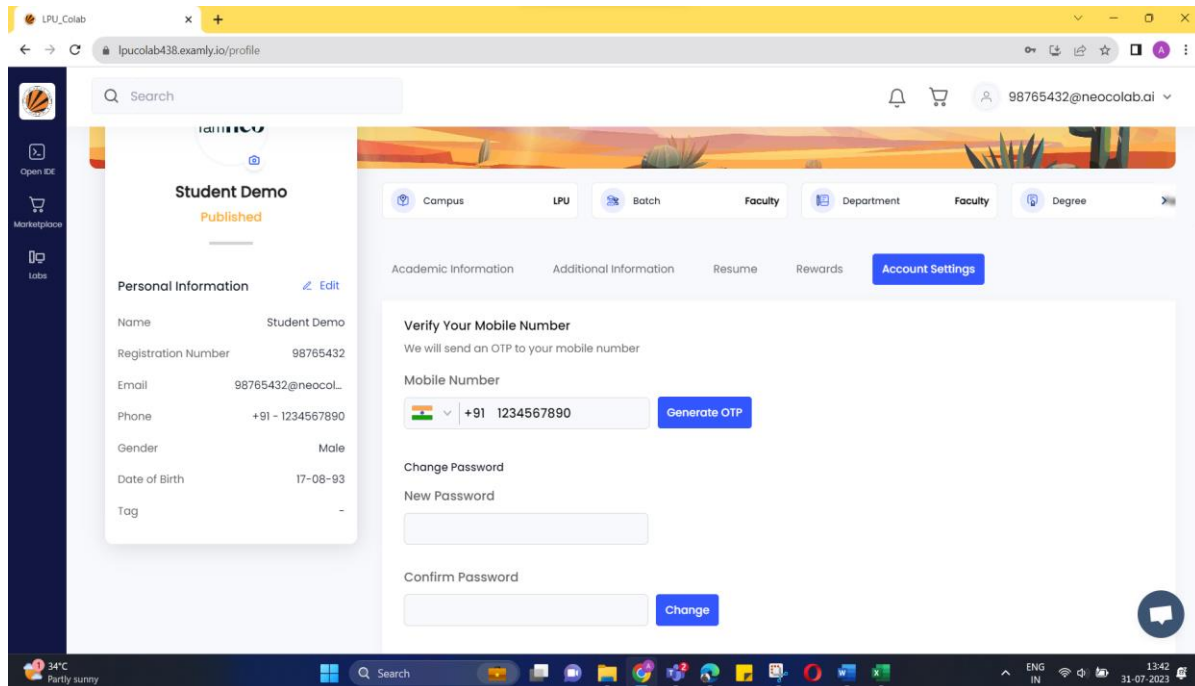 LPU_Colab
lpucolab438.examly.io/profile
A
Search
98765432@neocolab.ai
Open IDE
Marketplace
Labs
Student Demo
Published
Campus LPU
Batch Faculty
Department Faculty
Degree
Personal Information Edit
Name Student Demo
Registration Number 98765432
Email 98765432@neocol...
Phone +91 - 1234567890
Gender Male
Date of Birth 17-08-93
Tag -
Academic Information Additional Information Resume Rewards Account Settings
Verify Your Mobile Number
We will send an OTP to your mobile number
Mobile Number
+91 1234567890 Generate OTP
Change Password
New Password
Confirm Password
Change
1
34°C
Partly sunny
Search
2
ENG
IN
13:42
31-07-2023